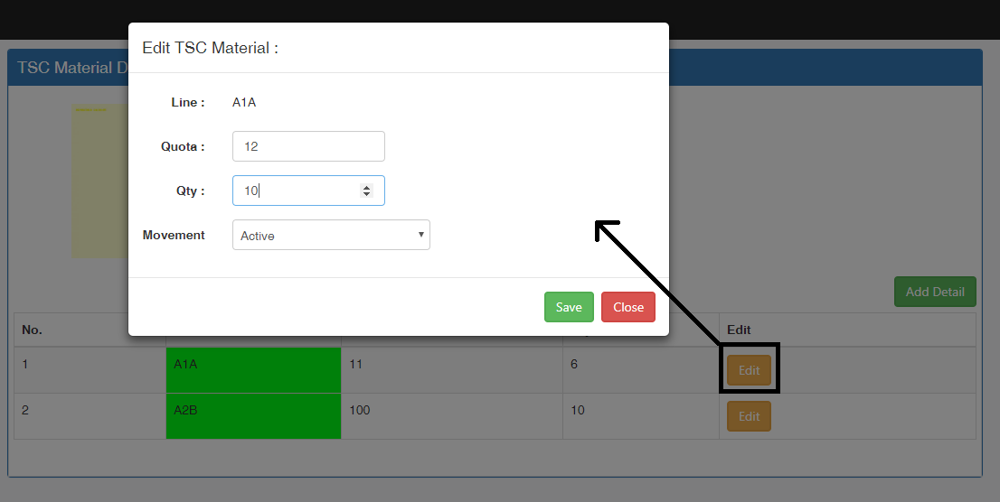 Edit TSC Material :
TSC Material D
Line : A1A
Quota : 12
Qty : 10
Movement Active
Save Close
Add Detail
No. Edit
1 A1A 11 6 Edit
2 A2B 100 10 Edit